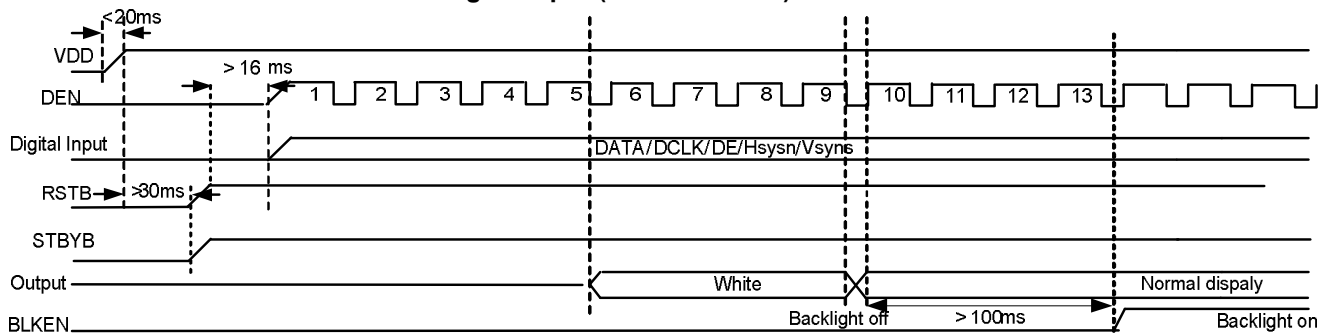 <20ms
VDD
> 16 ms
DEN
1 2 3 4 5 6 7 8 9 10 11 12 13
Digital Input
DATA/DCLK/DE/Hsysn/Vsyns
RSTB
>30ms
STBYB
Output
White
Normal dispaly
Backlight off
> 100ms
BLKEN
Backlight on